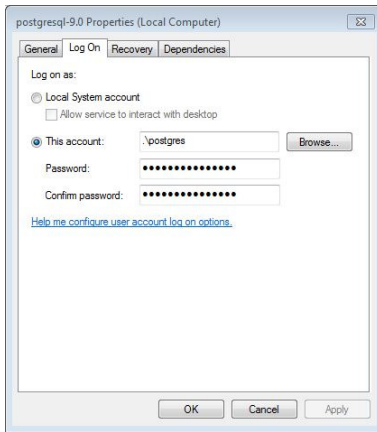 postgresql-9.0 Properties (Local Computer)
General Log On Recovery Dependencies
Log on as:
Local System account
Allow service to interact with desktop
This account: .\postgres Browse...
Password: •••••••••••••••
Confirm password: •••••••••••••••
Help me configure user account log on options.
OK Cancel Apply